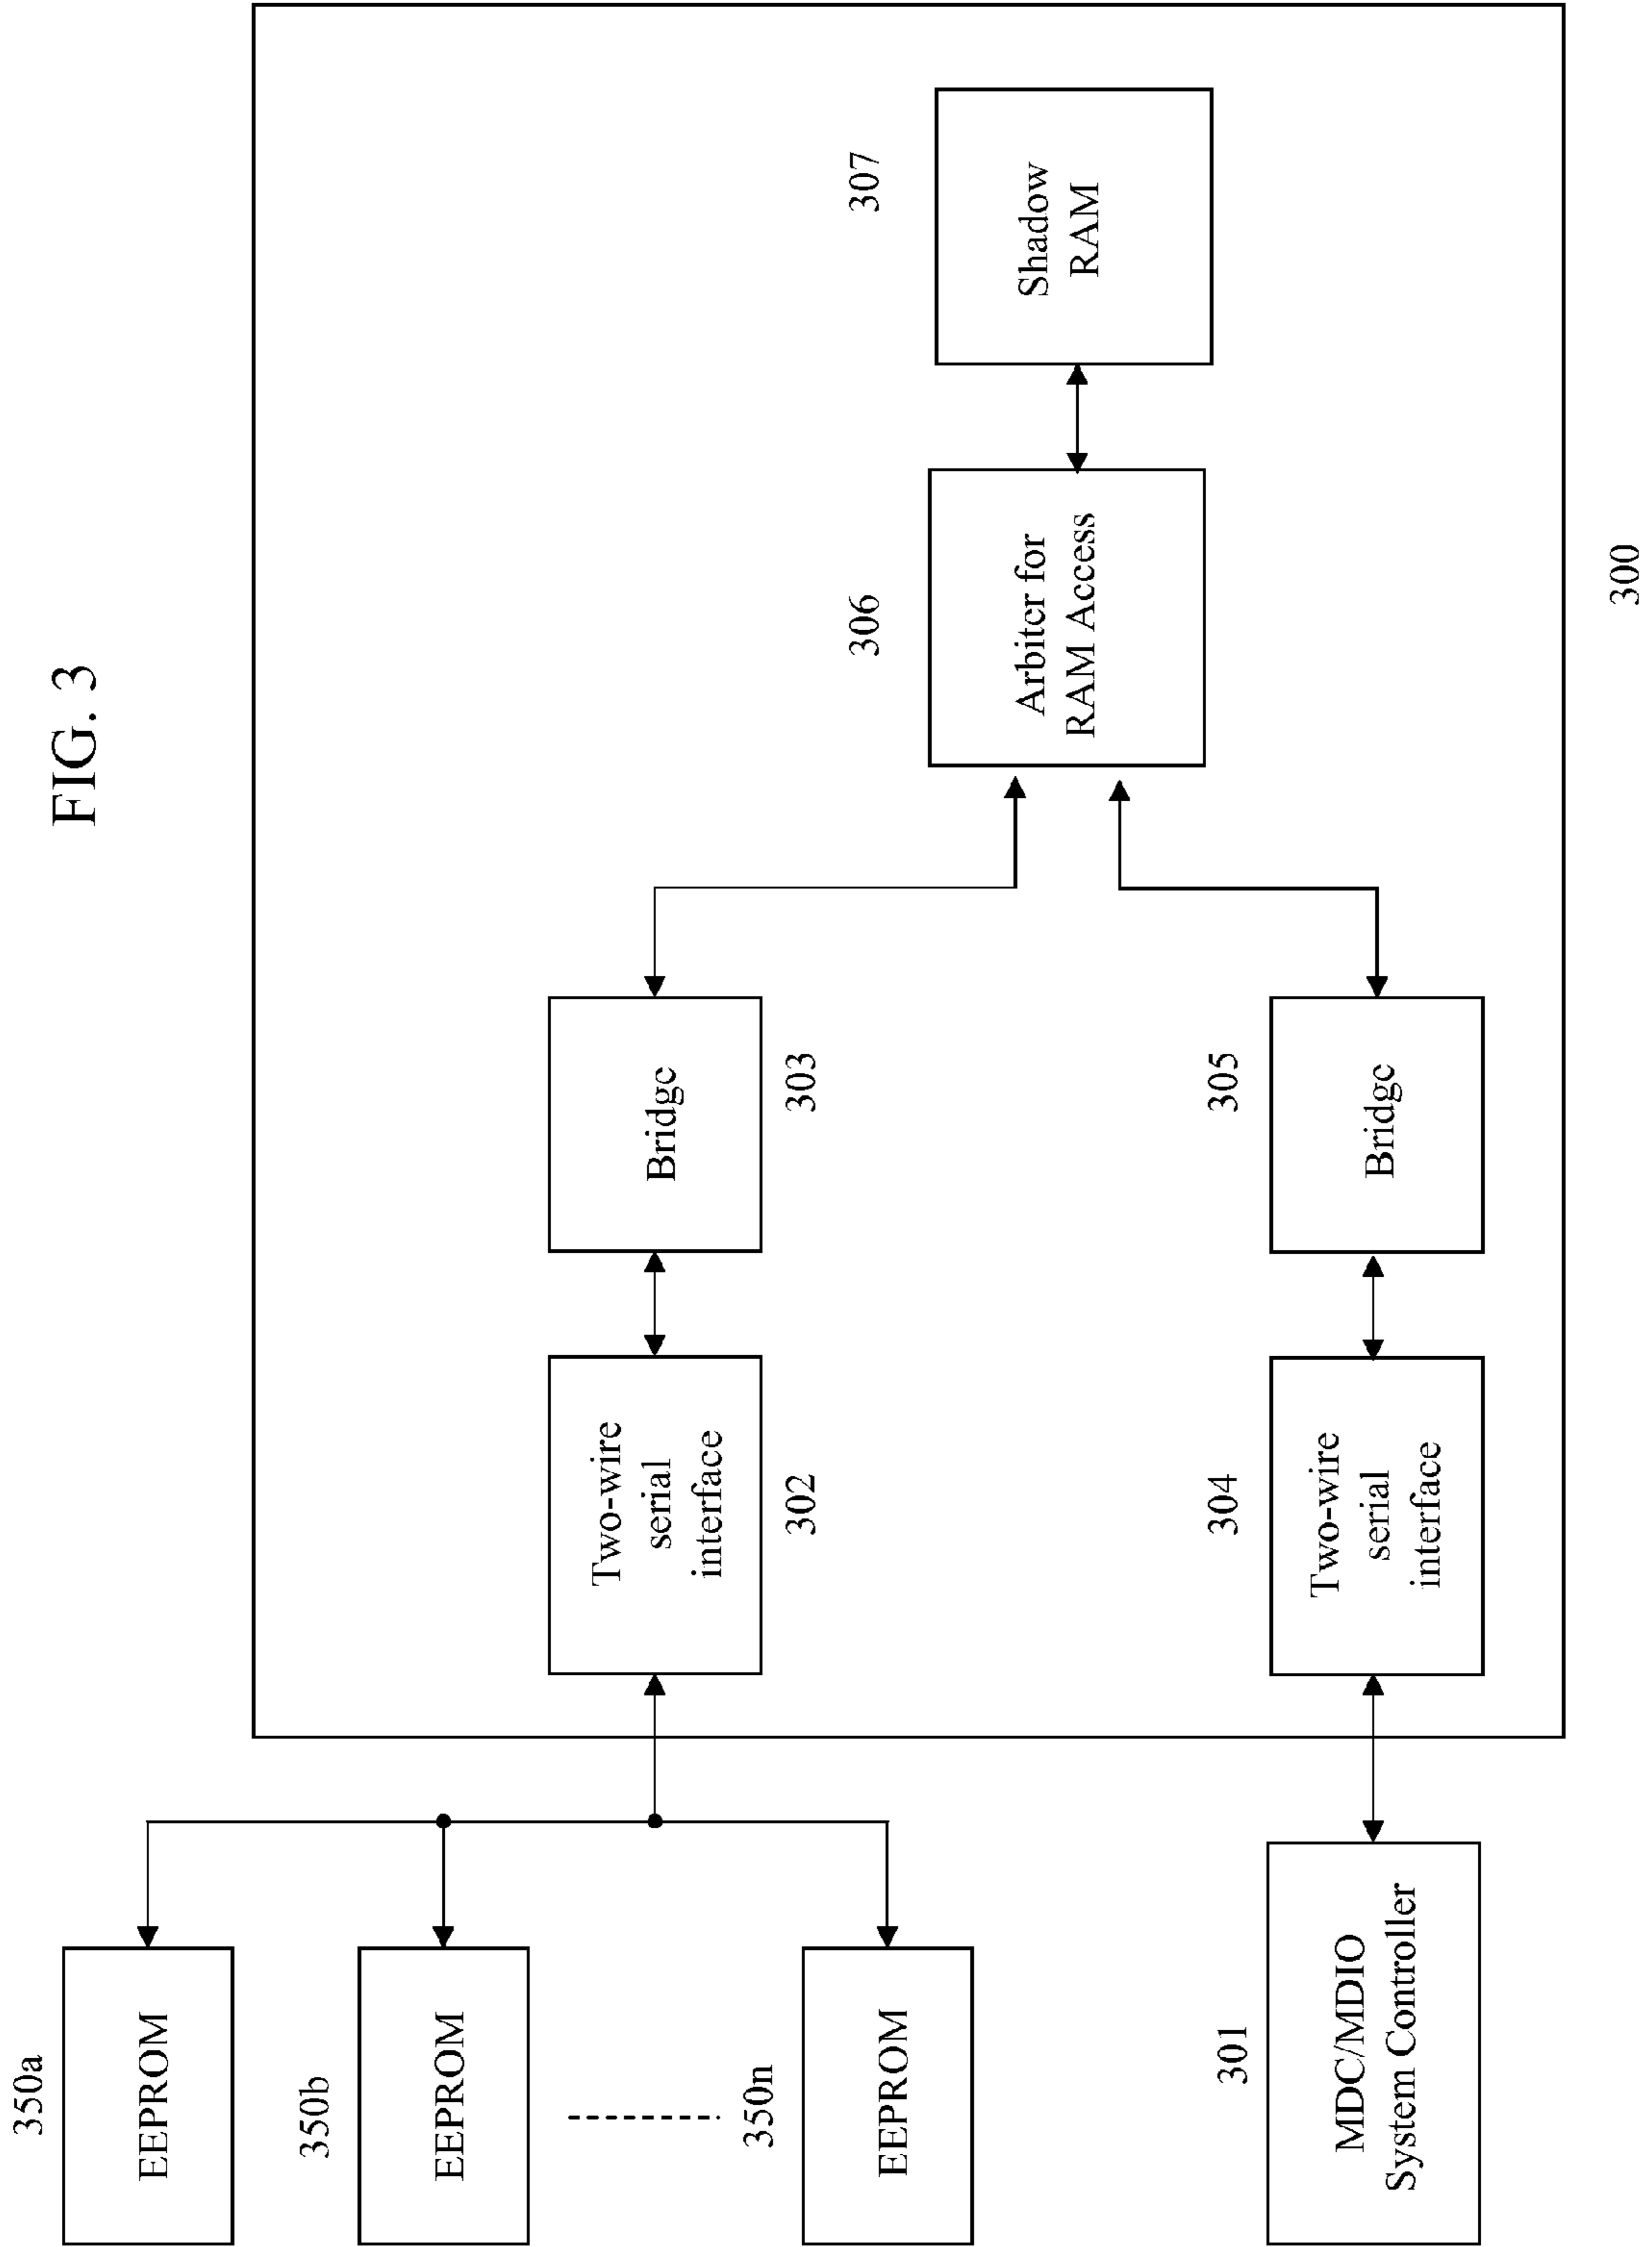 FIG. 3
350a
EEPROM
350b
EEPROM
350n
EEPROM
301
MDC/MDIO
System Controller
Two-wire
serial
interface
302
Bridge
303
304
Two-wire
serial
interface
305
Bridge
306
Arbiter for
RAM Access
307
Shadow
RAM
300